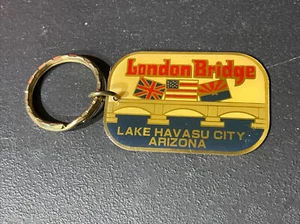 London Bridge
LAKE HAVASU CITY,
ARIZONA